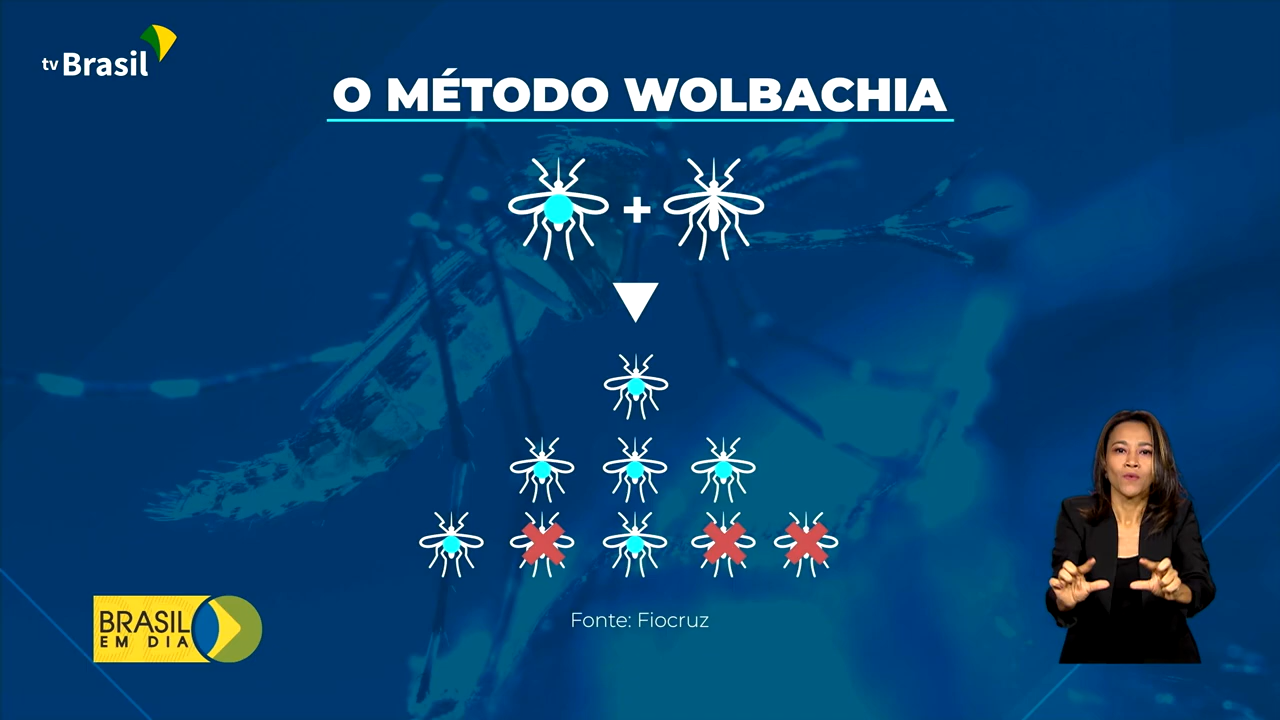 tv Brasil
O MÉTODO WOLBACHIA
+
Fonte: Fiocruz
BRASIL
EM DIA